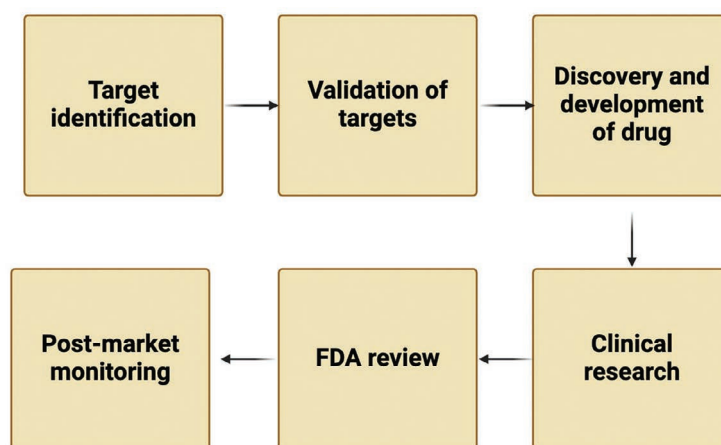 Target
identification
Validation of
targets
Discovery and
development
of drug
Clinical
research
FDA review
Post-market
monitoring